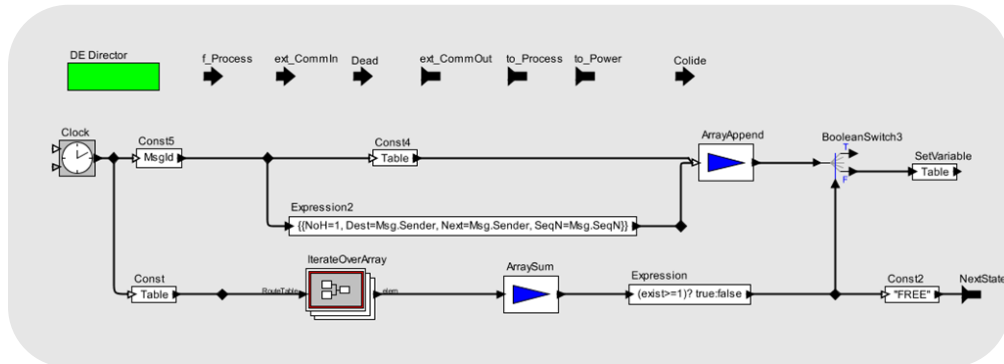 DE Director
f_Process
ext_CommIn
Dead
ext_CommOut
to_Process
to_Power
Colide
Clock
Const5
MsgId
Const4
Table
ArrayAppend
BooleanSwitch3
T
F
SetVariable
Table
Expression2
{{NoH=1, Dest=Msg.Sender, Next=Msg.Sender, SeqN=Msg.SeqN}}
Const
Table
IterateOverArray
RouteTable
elem
ArraySum
Expression
(exist>=1)? true:false
Const2
"FREE"
NextState